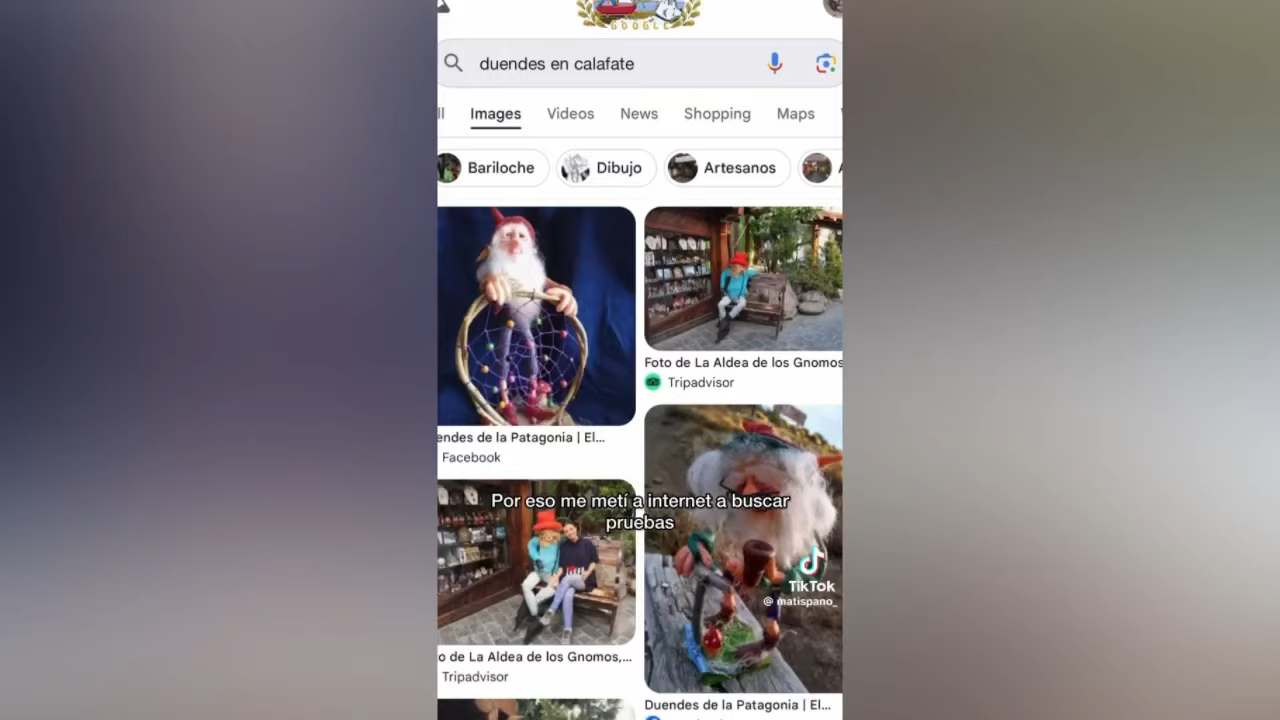 GOOGLE
duendes en calafate
Images
Videos
News
Shopping
Maps
Bariloche
Dibujo
Artesanos
Foto de La Aldea de los Gnomos
Tripadvisor
endes de la Patagonia | El...
Facebook
Por eso me metí a internet a buscar
pruebas
TikTok
@ matispano_
o de La Aldea de los Gnomos,...
Tripadvisor
Duendes de la Patagonia | El...